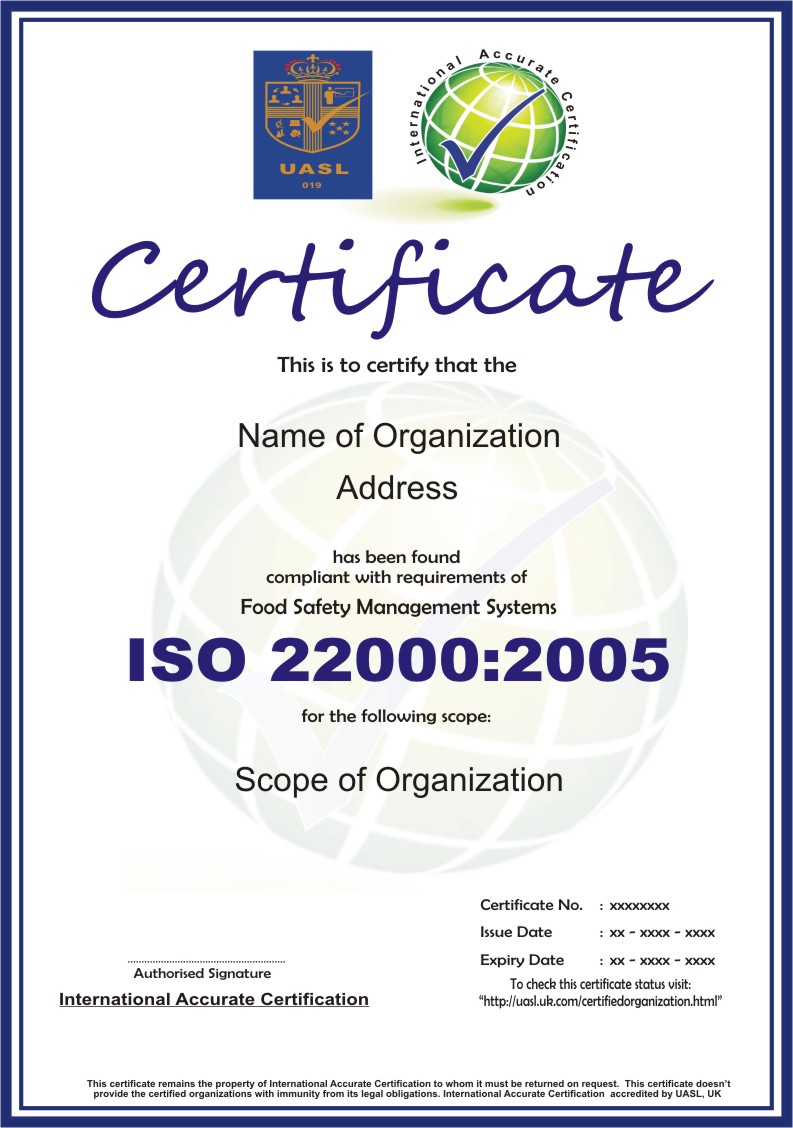 UASL
019
International Accurate Certification
Certificate
This is to certify that the
Name of Organization
Address
has been found
compliant with requirements of
Food Safety Management Systems
ISO 22000:2005
for the following scope:
Scope of Organization
Certificate No. : xxxxxxxx
Issue Date : xx - xxxx - xxxx
Expiry Date : xx - xxxx - xxxx
To check this certificate status visit:
“http://uasl.uk.com/certifiedorganization.html”
Authorised Signature
International Accurate Certification
This certificate remains the property of International Accurate Certification to whom it must be returned on request. This certificate doesn’t
provide the certified organizations with immunity from its legal obligations. International Accurate Certification accredited by UASL, UK